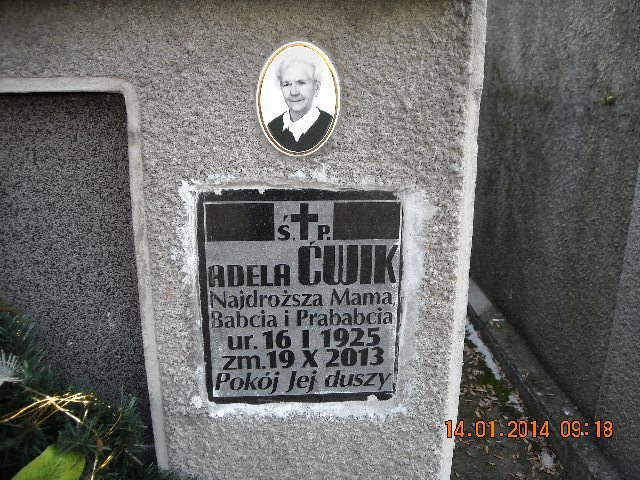 Ś.P.
ADELA ĆWIK
Najdroższa Mama
Babcia i Prababcia
ur. 16 I 1925
zm. 19 X 2013
Pokój Jej duszy
14.01.2014 09:18